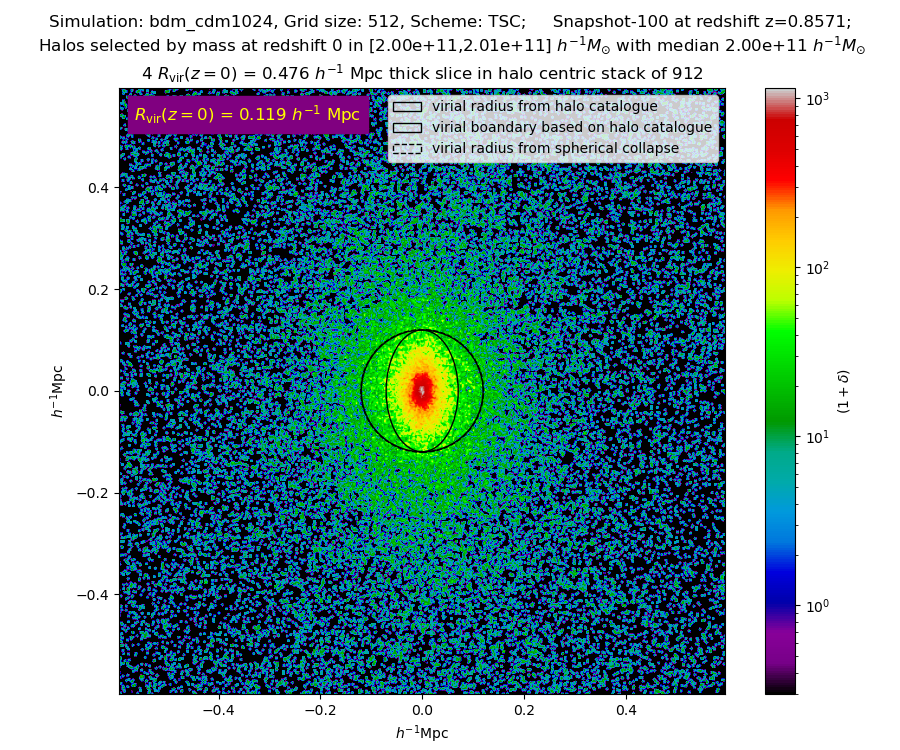 Simulation: bdm_cdm1024, Grid size: 512, Scheme: TSC; Snapshot-100 at redshift z=0.8571;
Halos selected by mass at redshift 0 in [2.00e+11,2.01e+11] h⁻¹M☉ with median 2.00e+11 h⁻¹M☉
4 Rvir(z = 0) = 0.476 h⁻¹ Mpc thick slice in halo centric stack of 912
Rvir(z = 0) = 0.119 h⁻¹ Mpc
virial radius from halo catalogue
virial boundary based on halo catalogue
virial radius from spherical collapse
0.4
0.2
0.0
−0.2
−0.4
h⁻¹Mpc
−0.4 −0.2 0.0 0.2 0.4
h⁻¹Mpc
10³
10²
10¹
10⁰
(1 + δ)